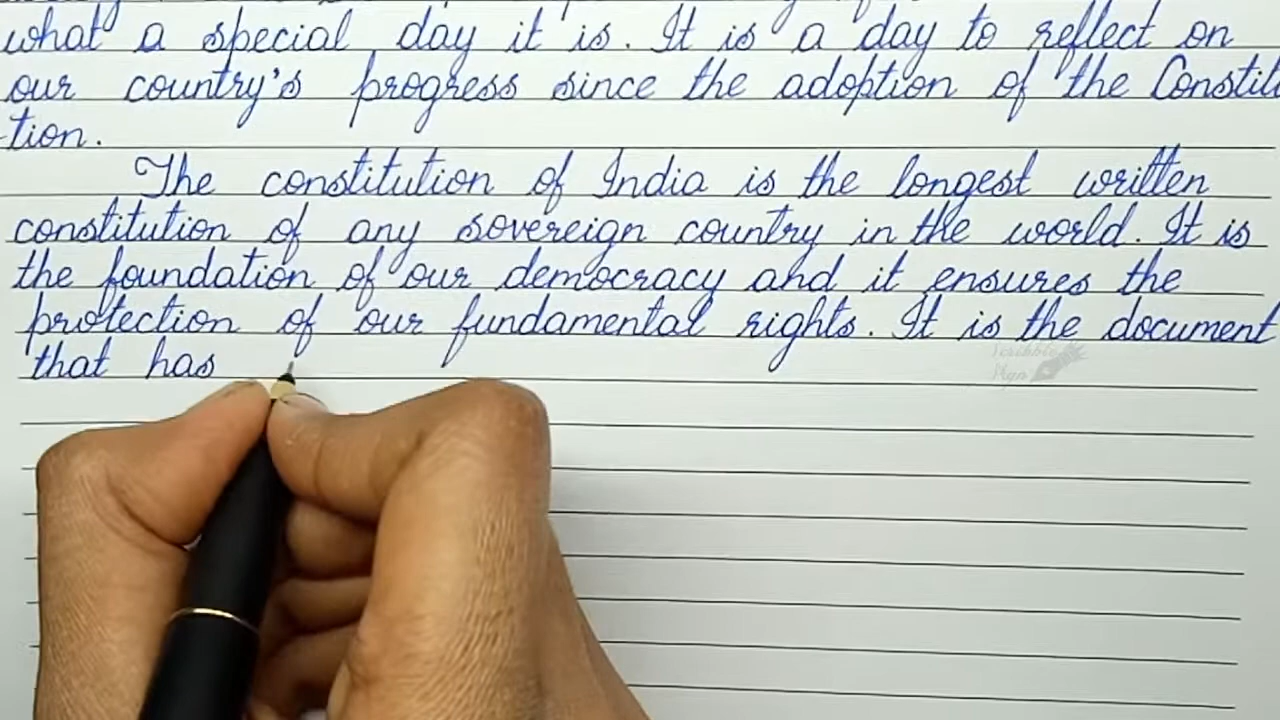 what a special day it is. It is a day to reflect on
our country's progress since the adoption of the Constitu
-tion.
The constitution of India is the longest written
constitution of any sovereign country in the world. It is
the foundation of our democracy and it ensures the
protection of our fundamental rights. It is the document
that has
Scribble